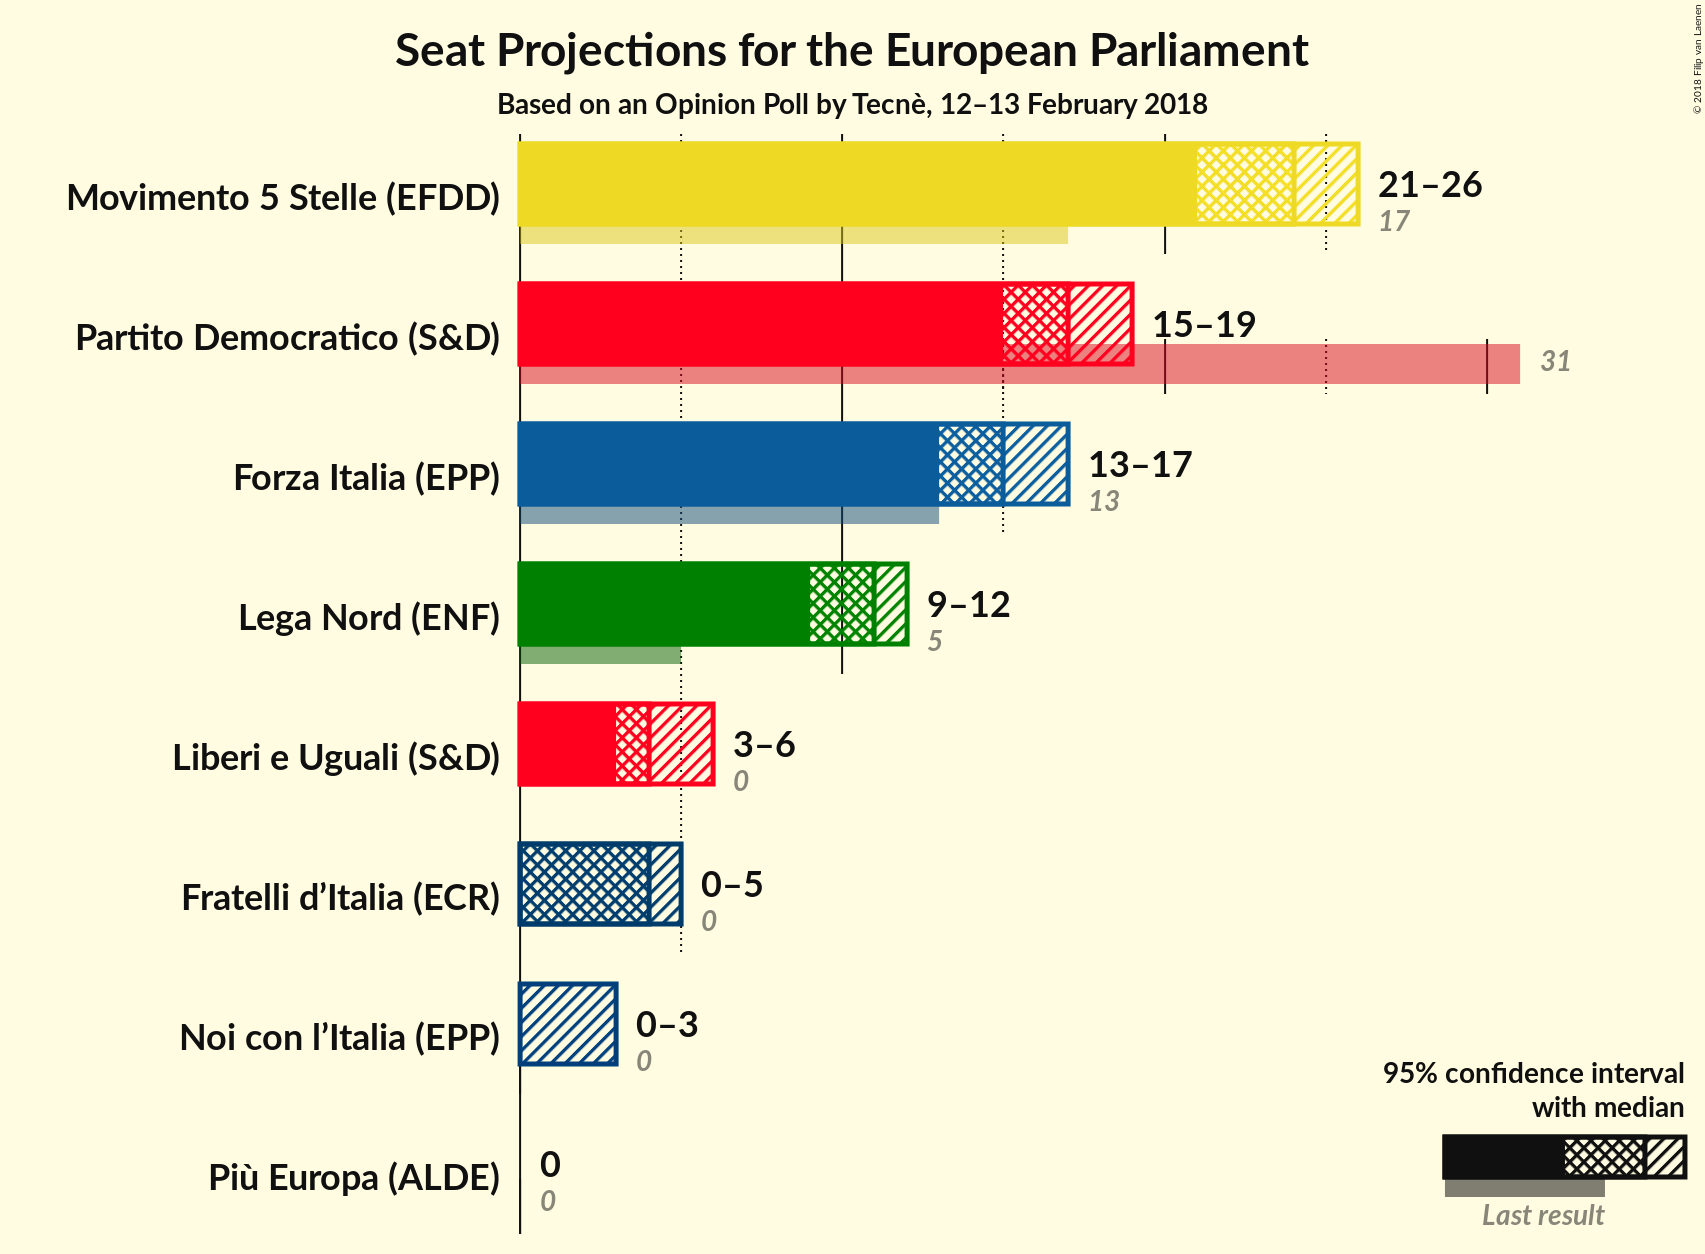 Seat Projections for the European Parliament
Based on an Opinion Poll by Tecnè, 12–13 February 2018
© 2018 Filip van Laenen
Movimento 5 Stelle (EFDD)
21–26
17
Partito Democratico (S&D)
15–19
31
Forza Italia (EPP)
13–17
13
Lega Nord (ENF)
9–12
5
Liberi e Uguali (S&D)
3–6
0
Fratelli d’Italia (ECR)
0–5
0
Noi con l’Italia (EPP)
0–3
0
Più Europa (ALDE)
0
0
95% confidence interval
with median
Last result